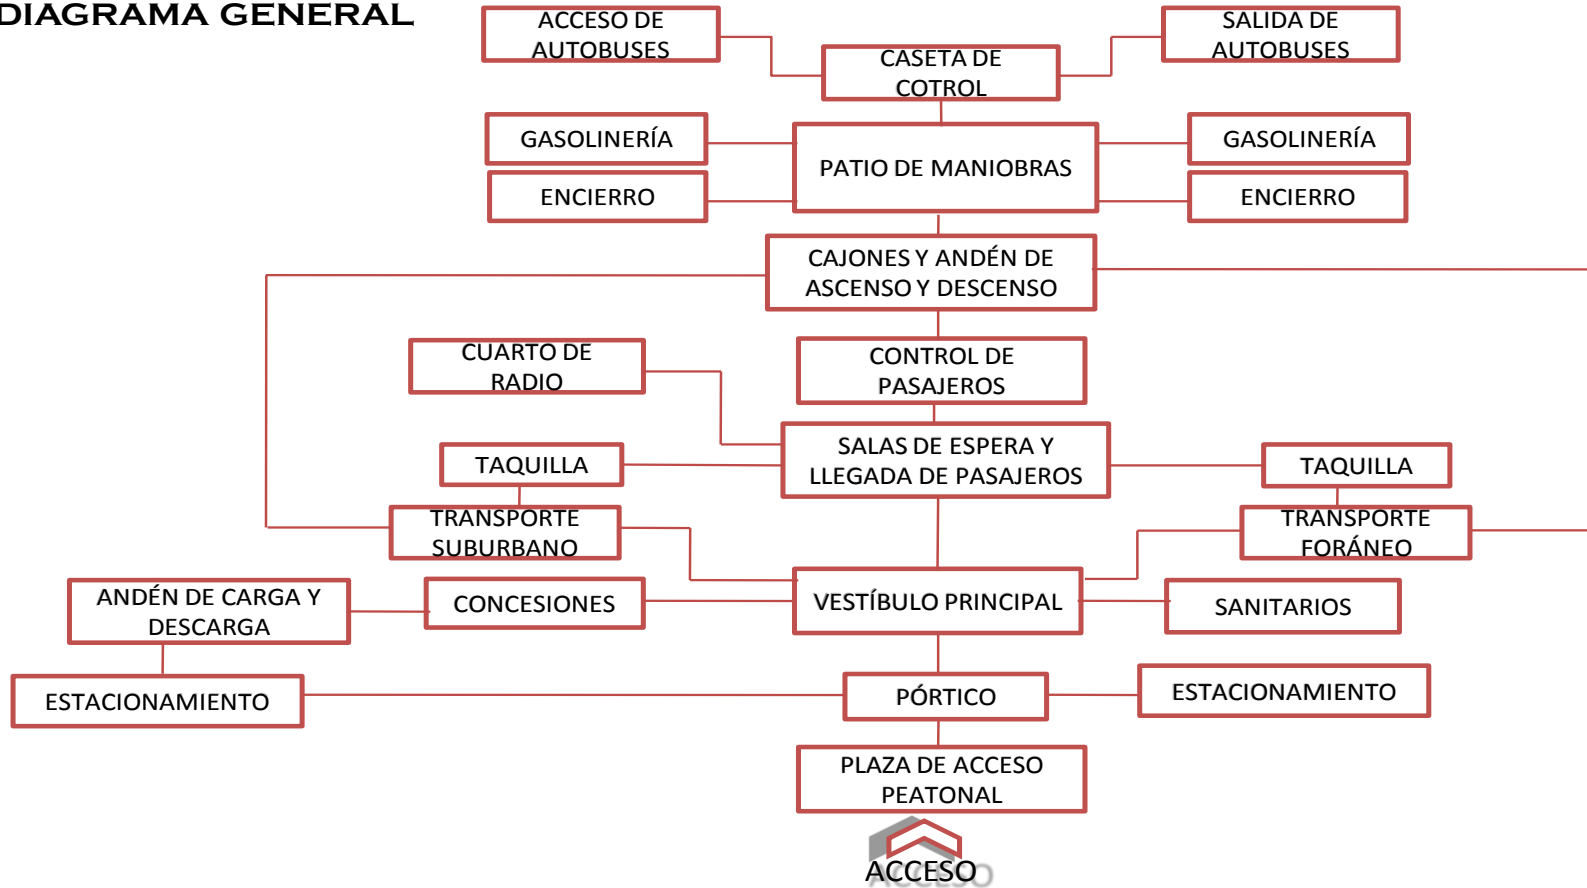 DIAGRAMA GENERAL
ACCESO DE
AUTOBUSES
SALIDA DE
AUTOBUSES
CASETA DE
COTROL
GASOLINERÍA
PATIO DE MANIOBRAS
GASOLINERÍA
ENCIERRO
ENCIERRO
CAJONES Y ANDÉN DE
ASCENSO Y DESCENSO
CUARTO DE
RADIO
CONTROL DE
PASAJEROS
SALAS DE ESPERA Y
LLEGADA DE PASAJEROS
TAQUILLA
TAQUILLA
TRANSPORTE
SUBURBANO
TRANSPORTE
FORÁNEO
ANDÉN DE CARGA Y
DESCARGA
CONCESIONES
VESTÍBULO PRINCIPAL
SANITARIOS
ESTACIONAMIENTO
PÓRTICO
ESTACIONAMIENTO
PLAZA DE ACCESO
PEATONAL
ACCESO